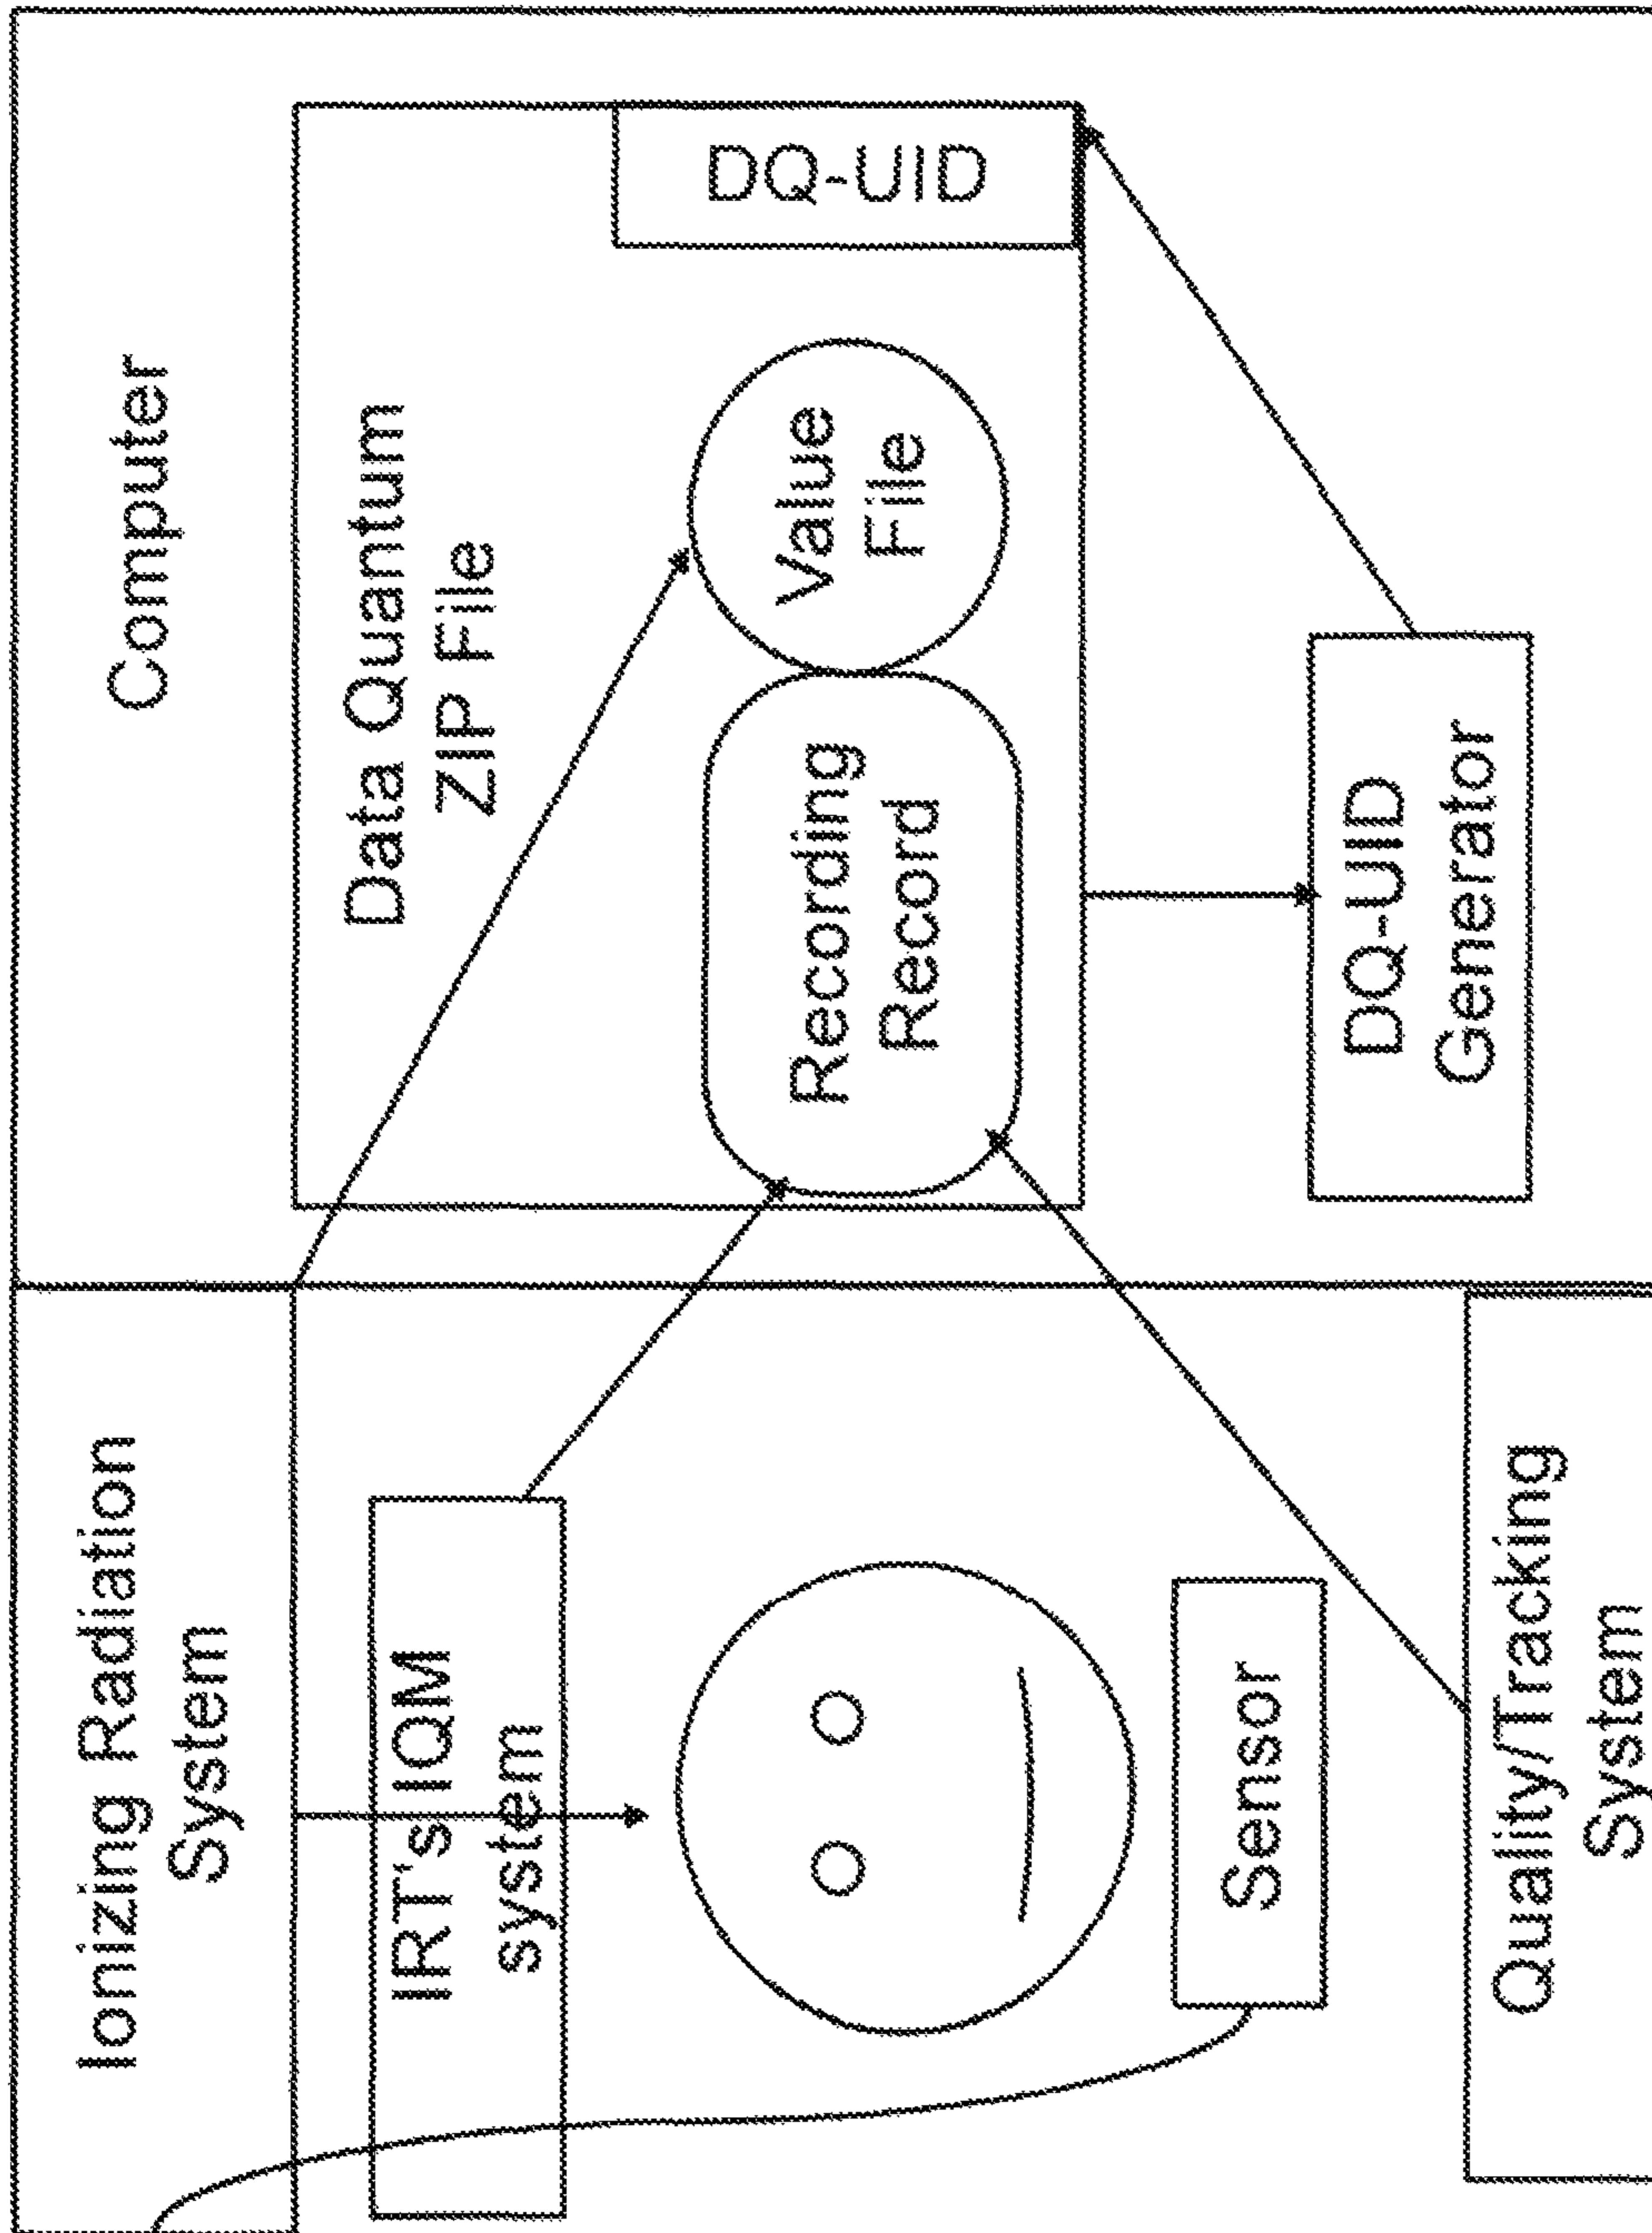 Ionizing Radiation
System
IRT's IQM
system
Sensor
Quality/Tracking
System
Computer
Data Quantum
ZIP File
Recording
Record
Value
File
DQ-UID
DQ-UID
Generator